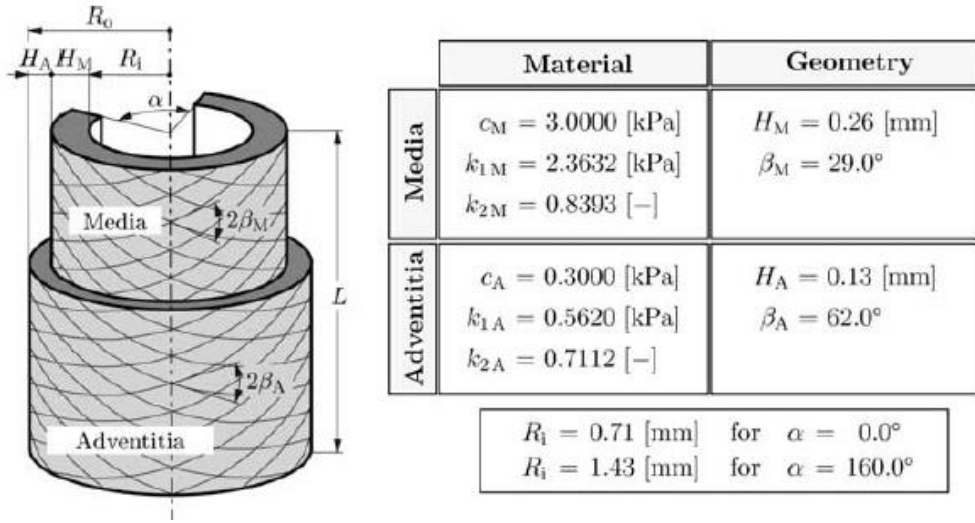 R₀
H_A H_M R_i
α
Media
2β_M
L
2β_A
Adventitia
Material Geometry
Media
c_M = 3.0000 [kPa] H_M = 0.26 [mm]
k_1M = 2.3632 [kPa] β_M = 29.0°
k_2M = 0.8393 [−]
Adventitia
c_A = 0.3000 [kPa] H_A = 0.13 [mm]
k_1A = 0.5620 [kPa] β_A = 62.0°
k_2A = 0.7112 [−]
R_i = 0.71 [mm] for α = 0.0°
R_i = 1.43 [mm] for α = 160.0°